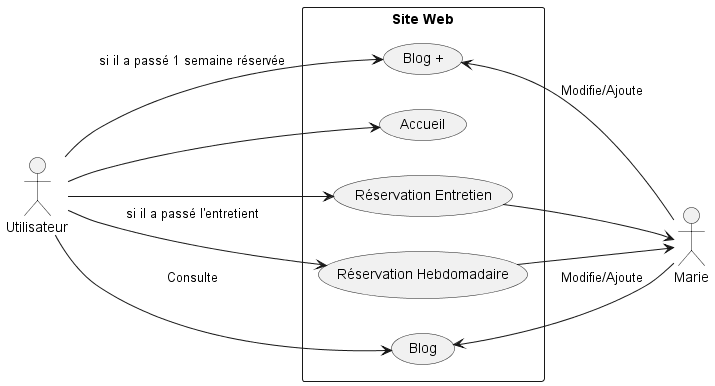 Site Web
Blog +
si il a passé 1 semaine réservée
Modifie/Ajoute
Accueil
Réservation Entretien
Utilisateur
si il a passé l'entretient
Réservation Hebdomadaire
Consulte
Modifie/Ajoute
Marie
Blog